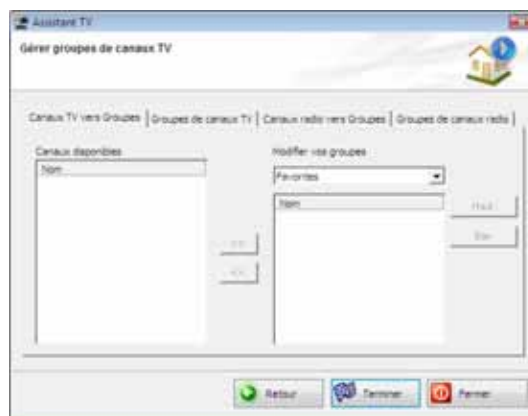 Assistant TV
Gérer groupes de canaux TV
Canaux TV vers Groupes
Groupes de canaux TV
Canaux radio vers Groupes
Groupes de canaux radio
Canaux disponibles
Nom
Modifier vos groupes
Favorites
Nom
Haut
Bas
>>
<<
Retour
Terminer
Fermer